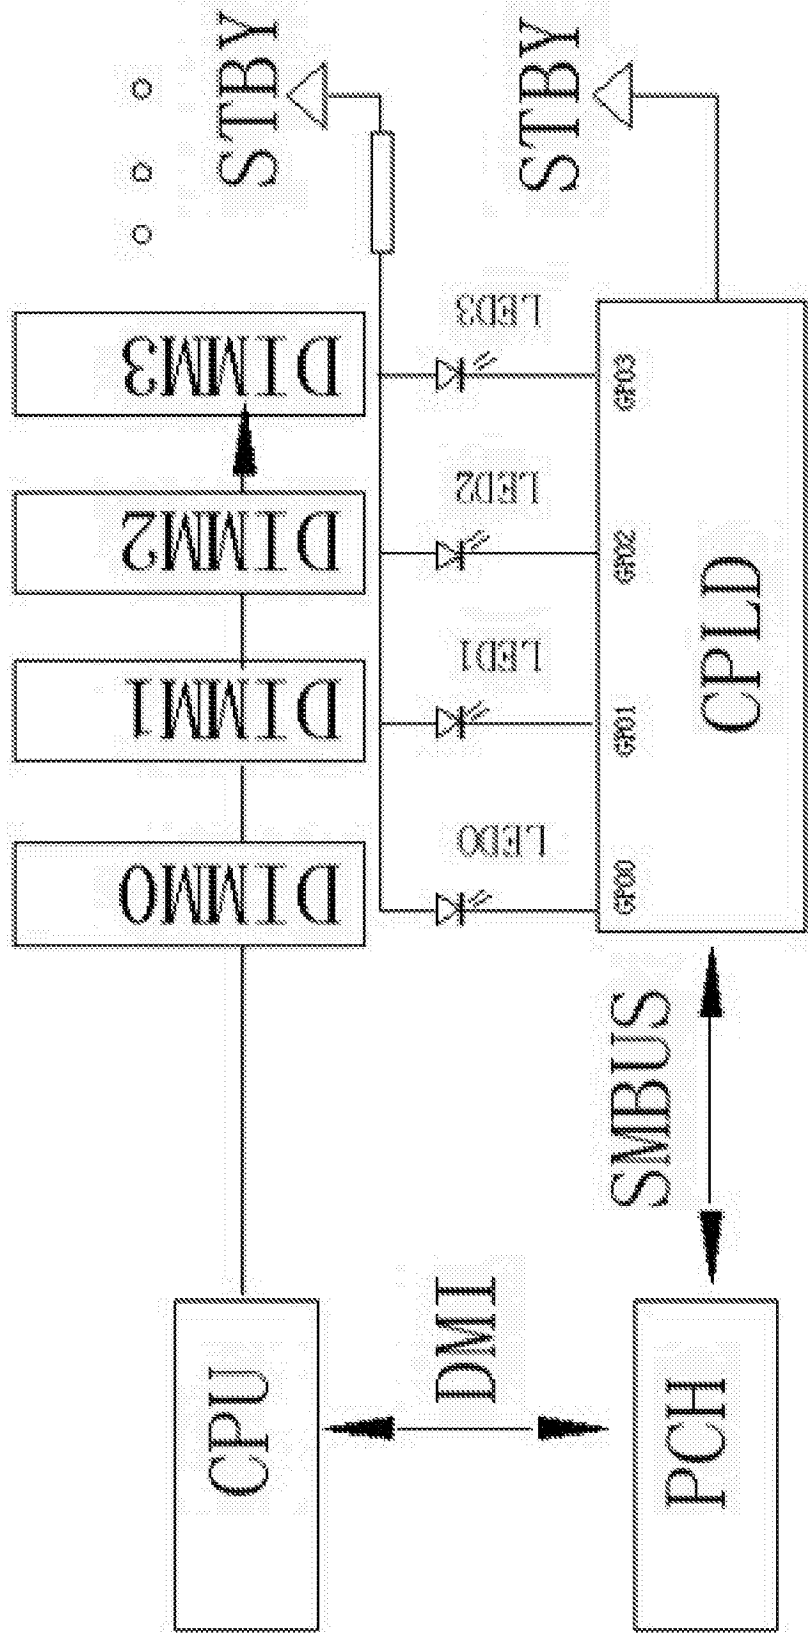 STBY
STBY
DIMM3
DIMM2
DIMM1
DIMM0
LED3
LED2
LED1
LED0
GPO3
GPO2
GPO1
GPO0
CPLD
SMBUS
DMI
CPU
PCH